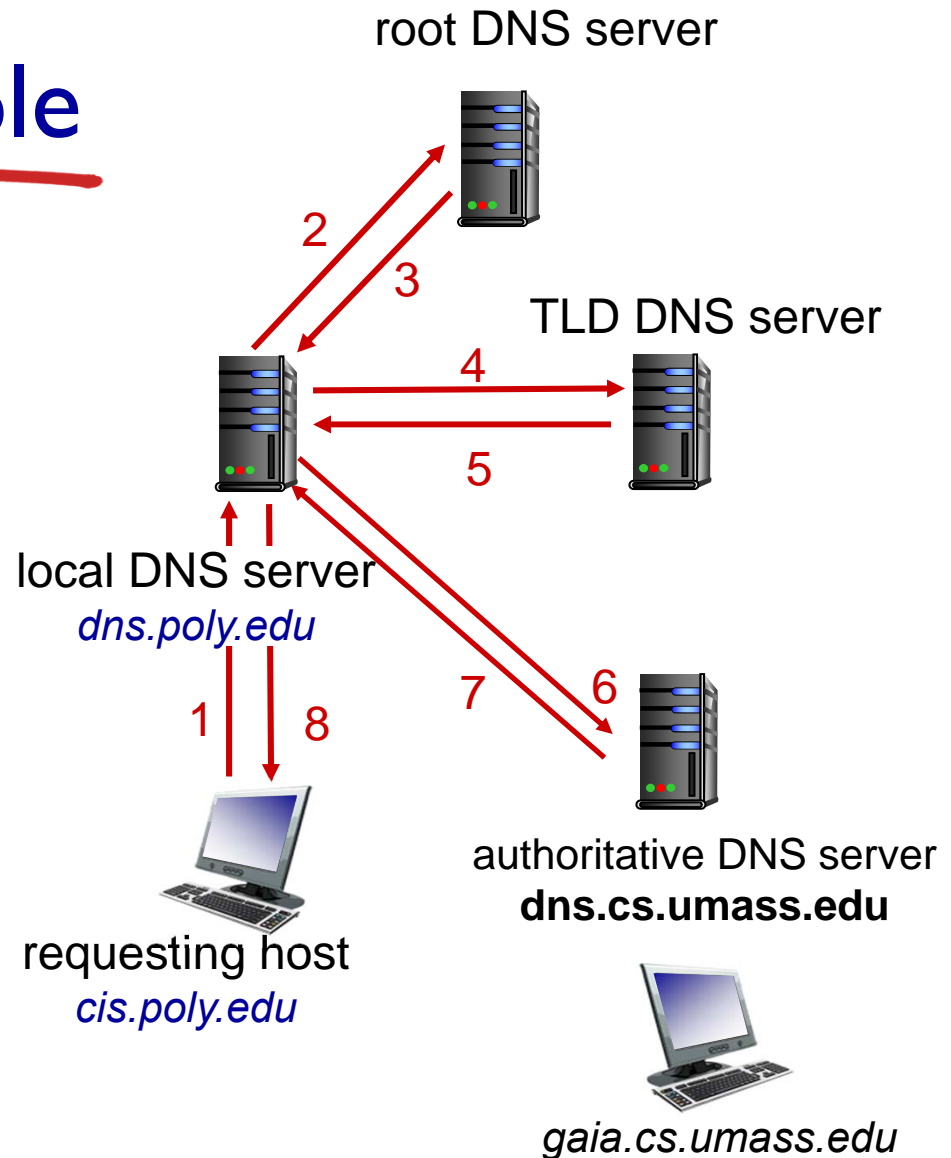 root DNS server
2
3
TLD DNS server
4
5
local DNS server
dns.poly.edu
1
8
7
6
authoritative DNS server
dns.cs.umass.edu
requesting host
cis.poly.edu
gaia.cs.umass.edu